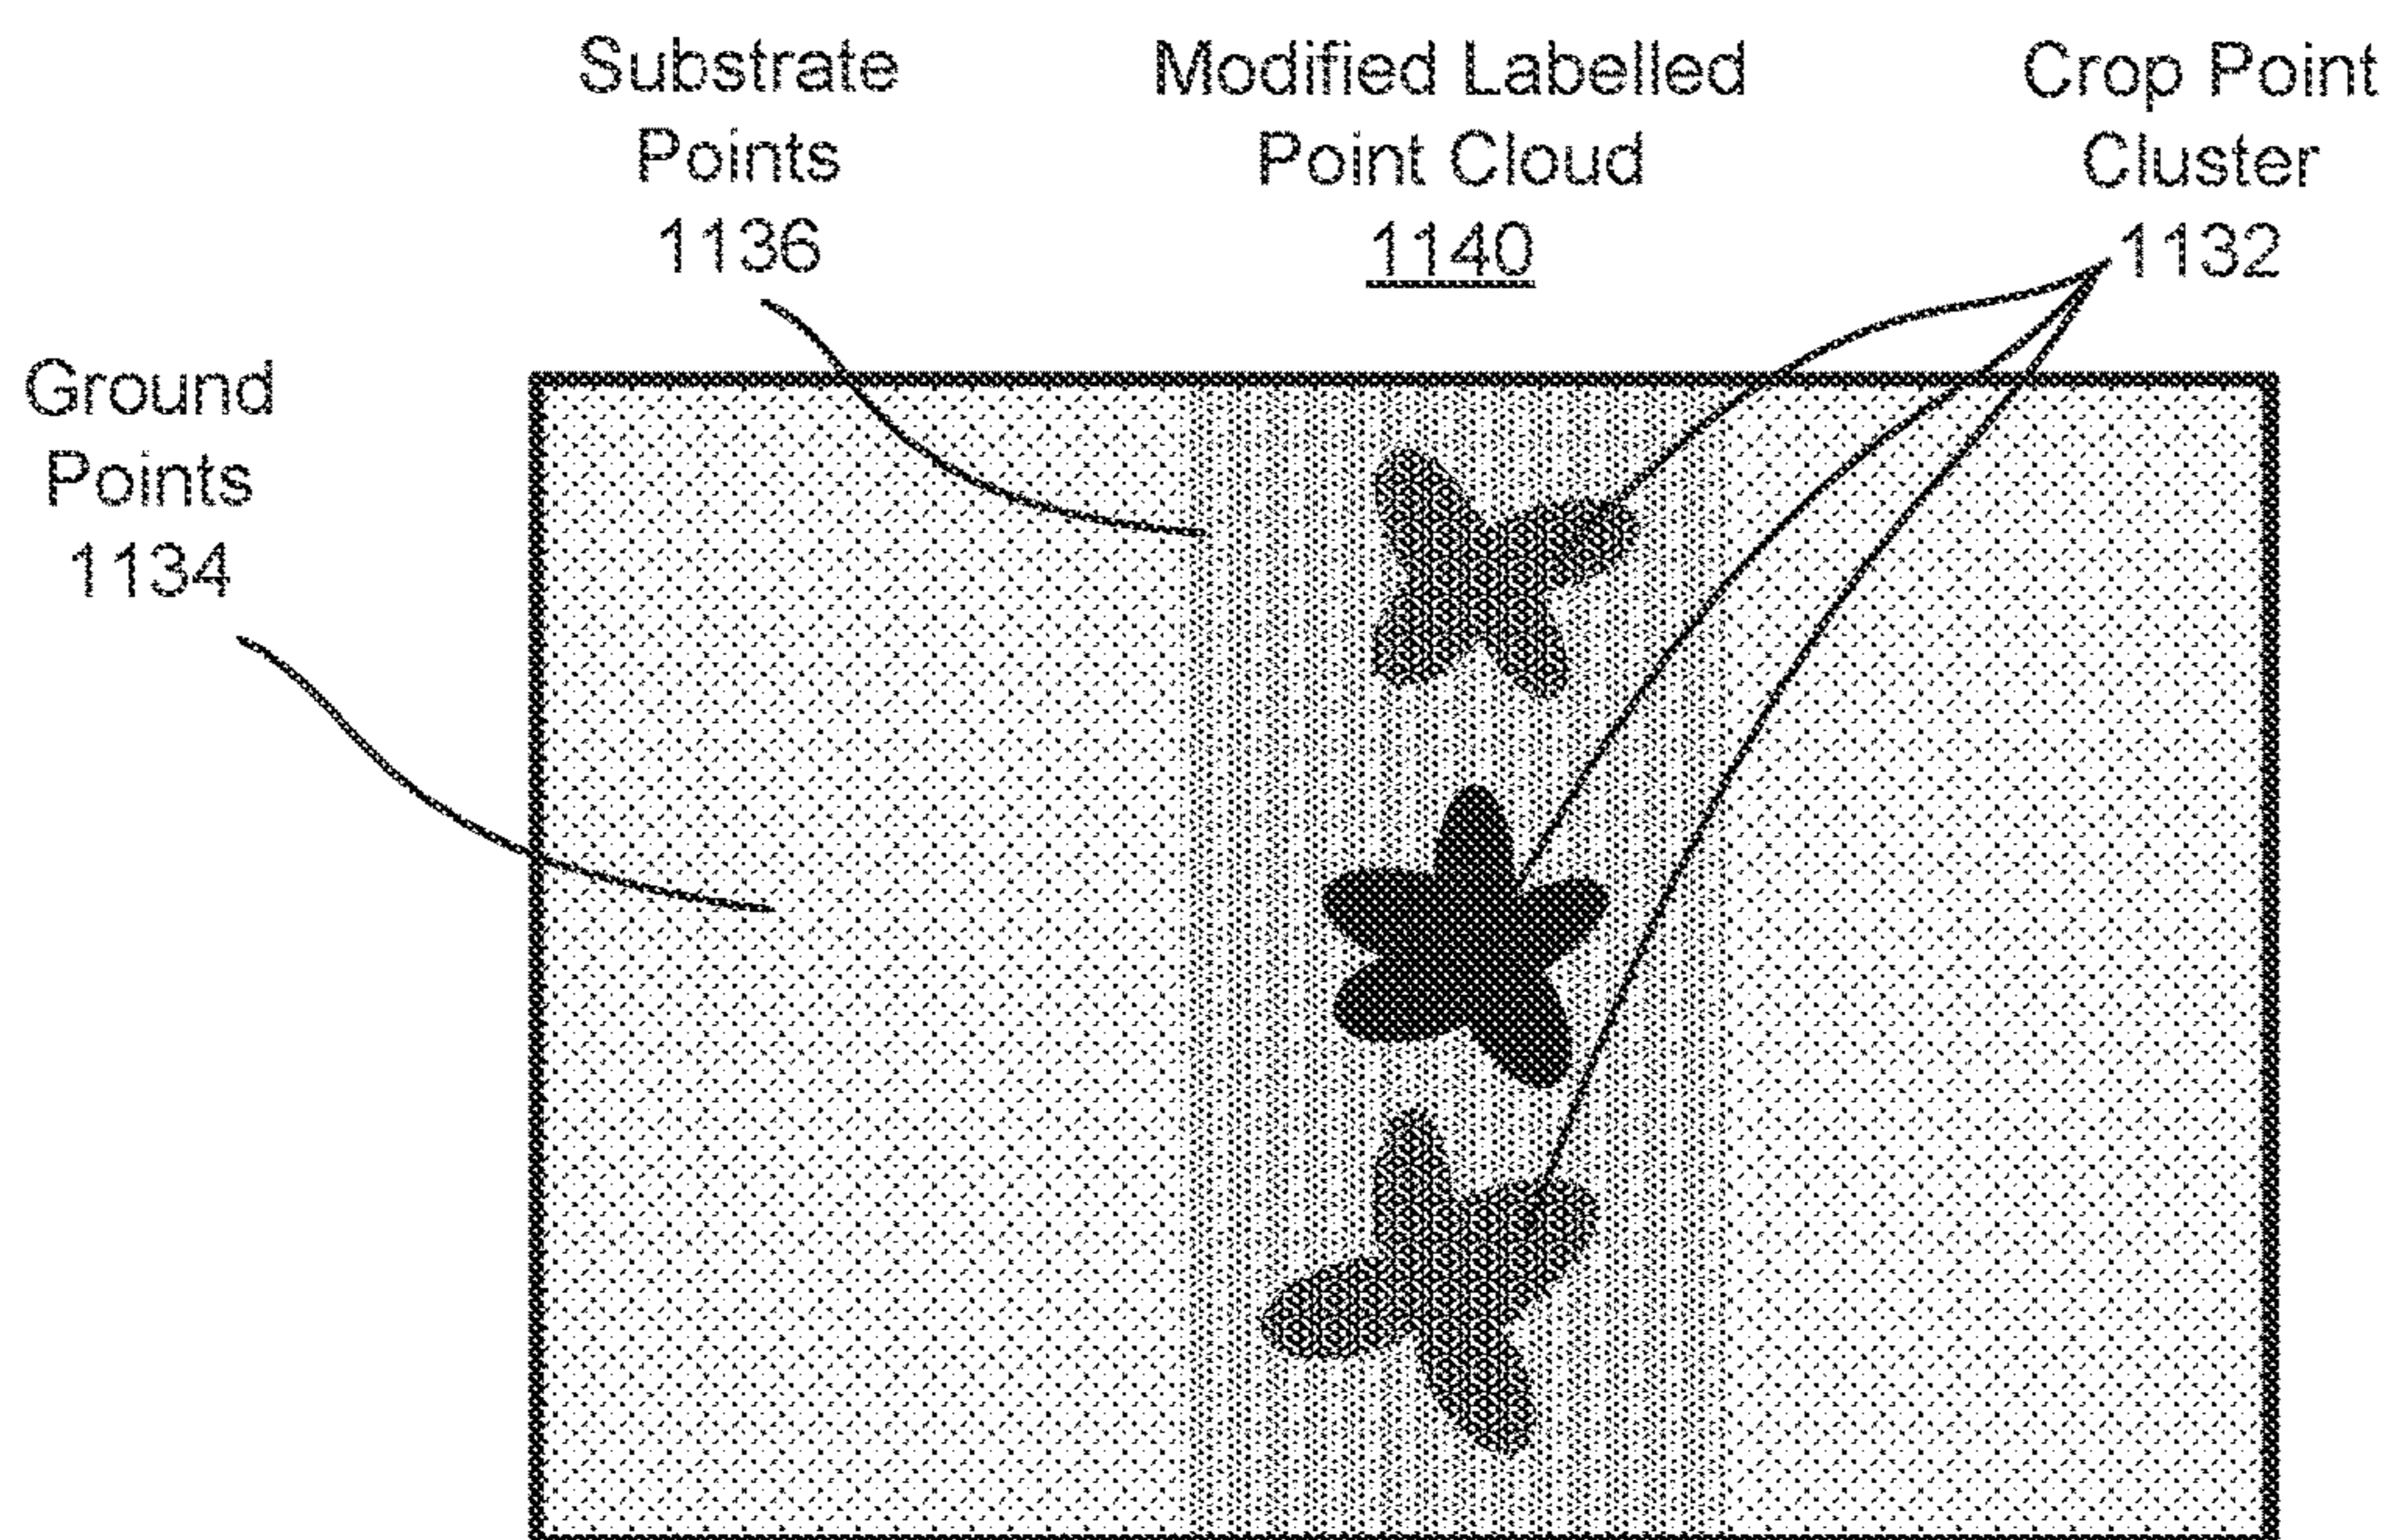 Substrate
Points
1136
Modified Labelled
Point Cloud
1140
Crop Point
Cluster
1132
Ground
Points
1134